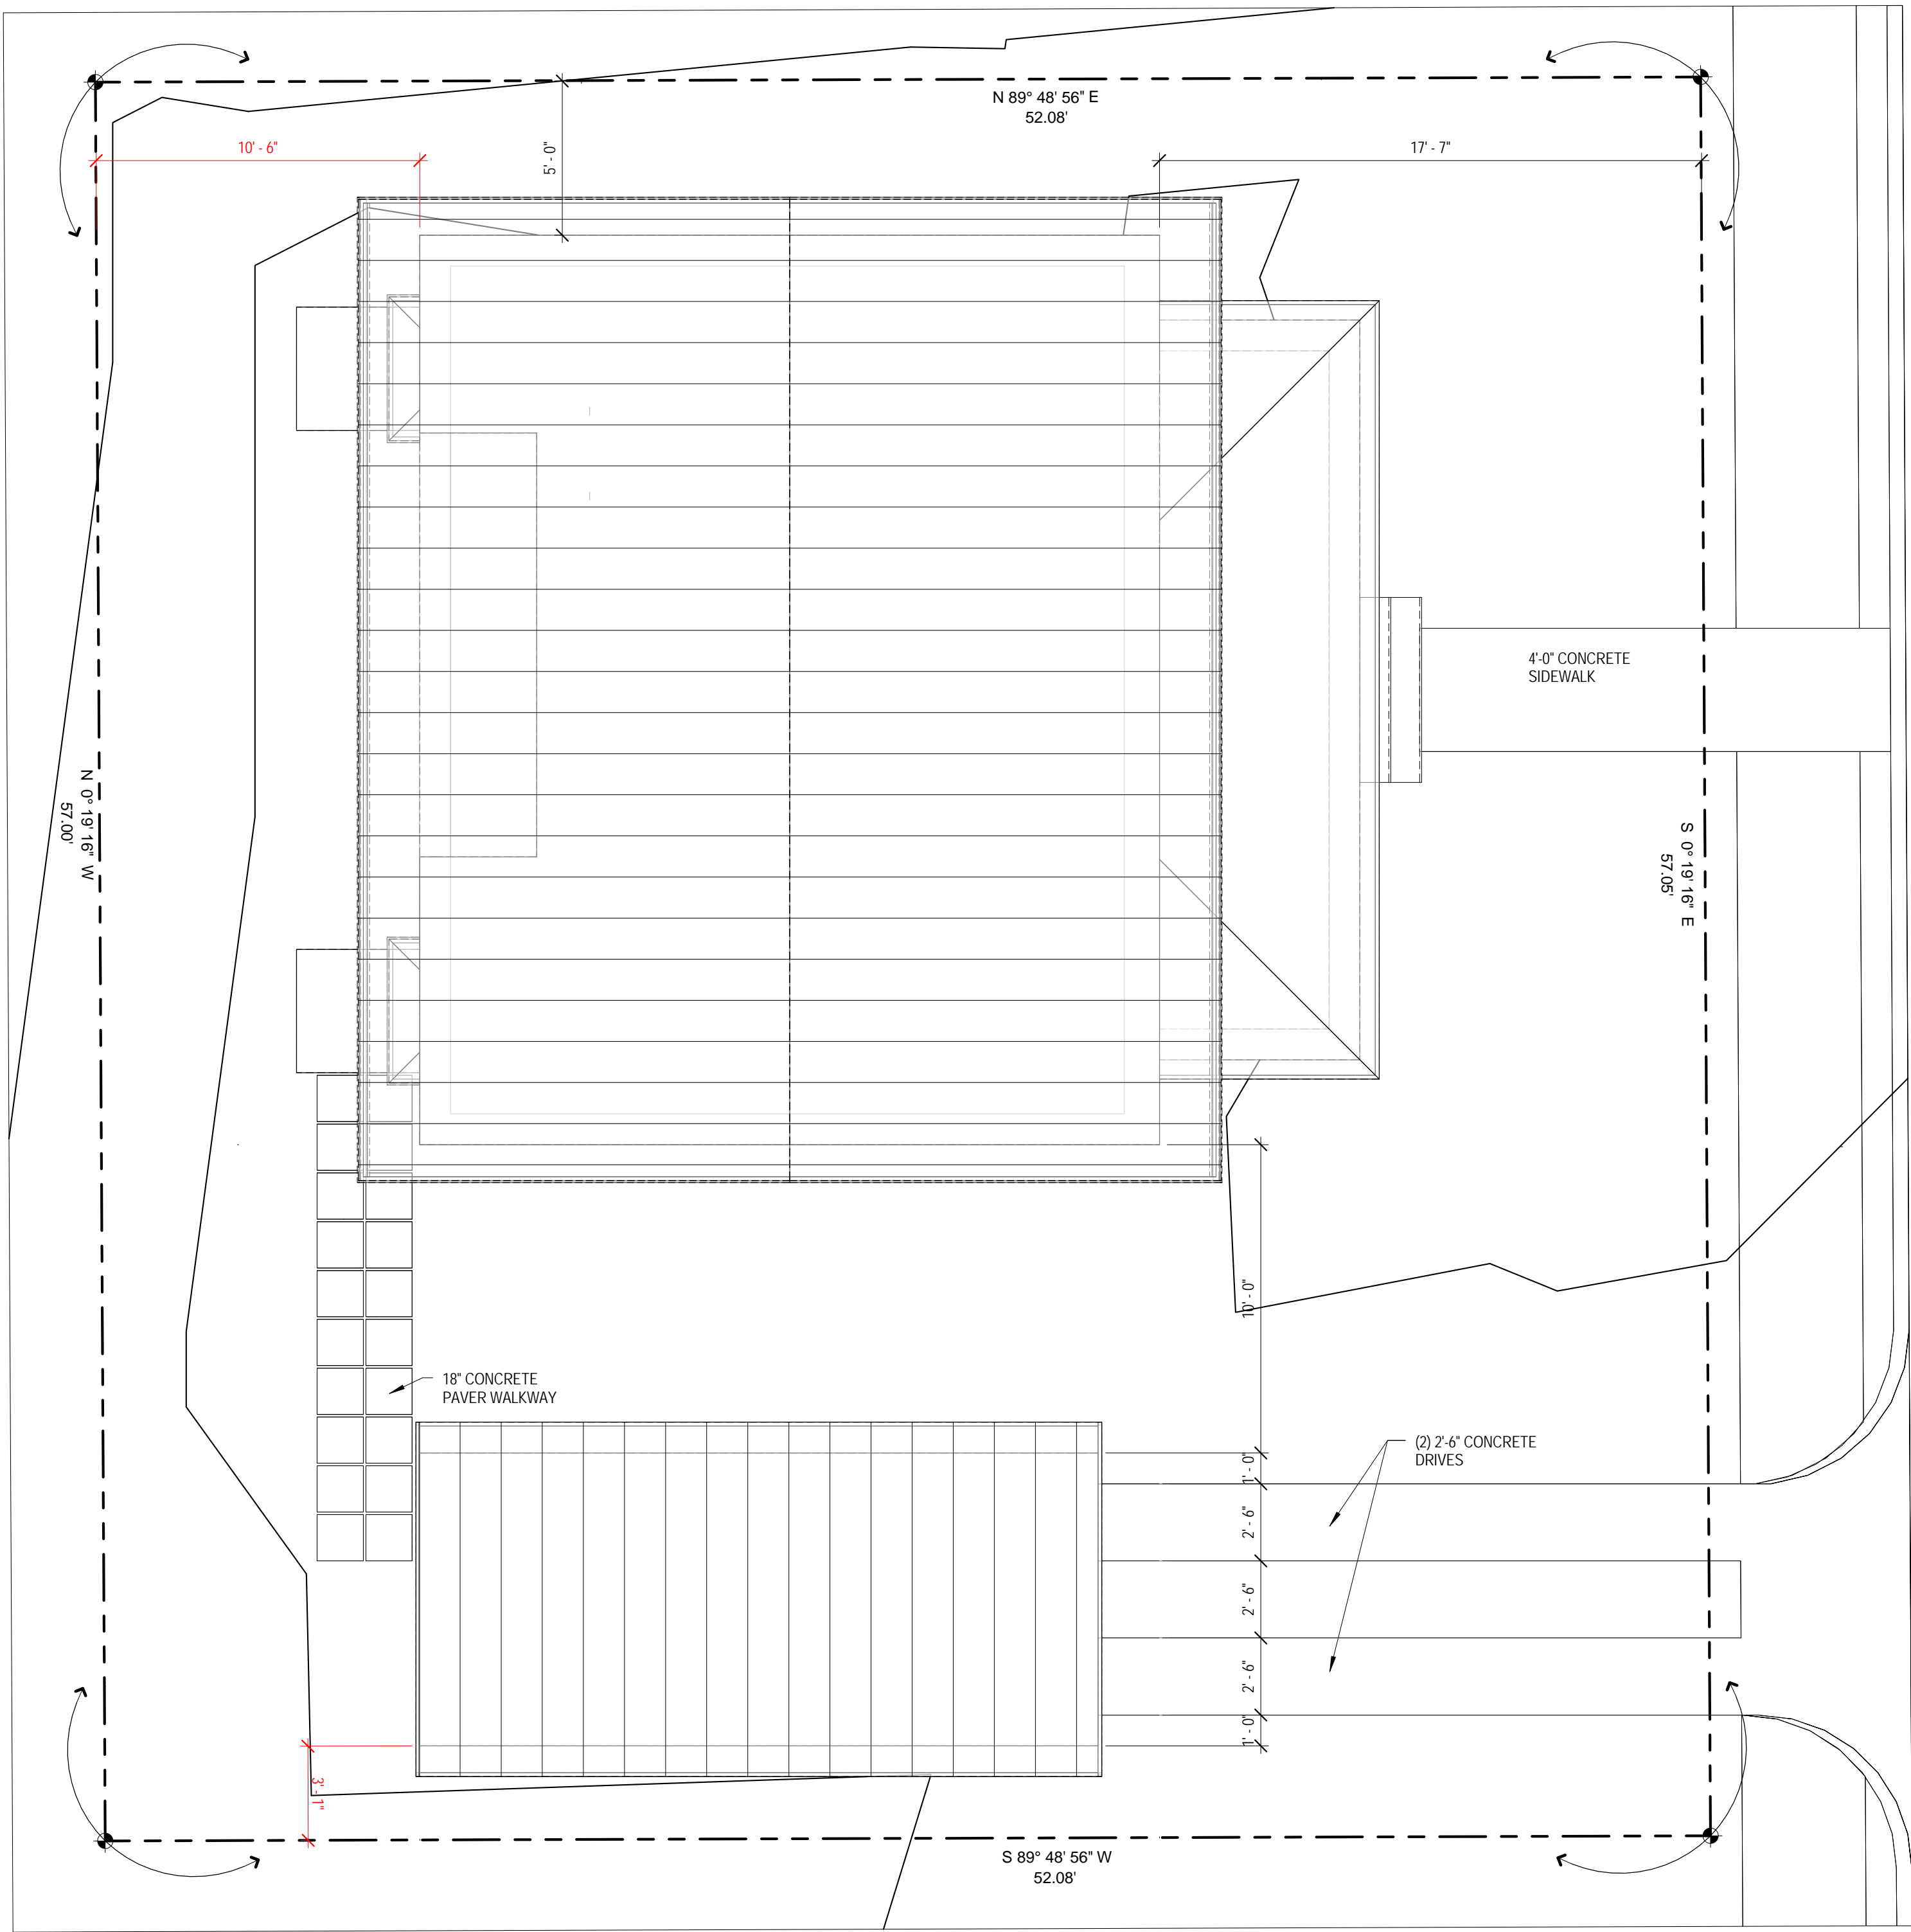 N 89° 48' 56" E
52.08'
10' - 6"
5' - 0"
17' - 7"
4'-0" CONCRETE
SIDEWALK
N 0° 19' 16" W
57.00'
S 0° 19' 16" E
57.05'
10' - 0"
18" CONCRETE
PAVER WALKWAY
(2) 2'-6" CONCRETE
DRIVES
1' - 0"
2' - 6"
2' - 6"
2' - 6"
1' - 0"
3' - 1"
S 89° 48' 56" W
52.08'